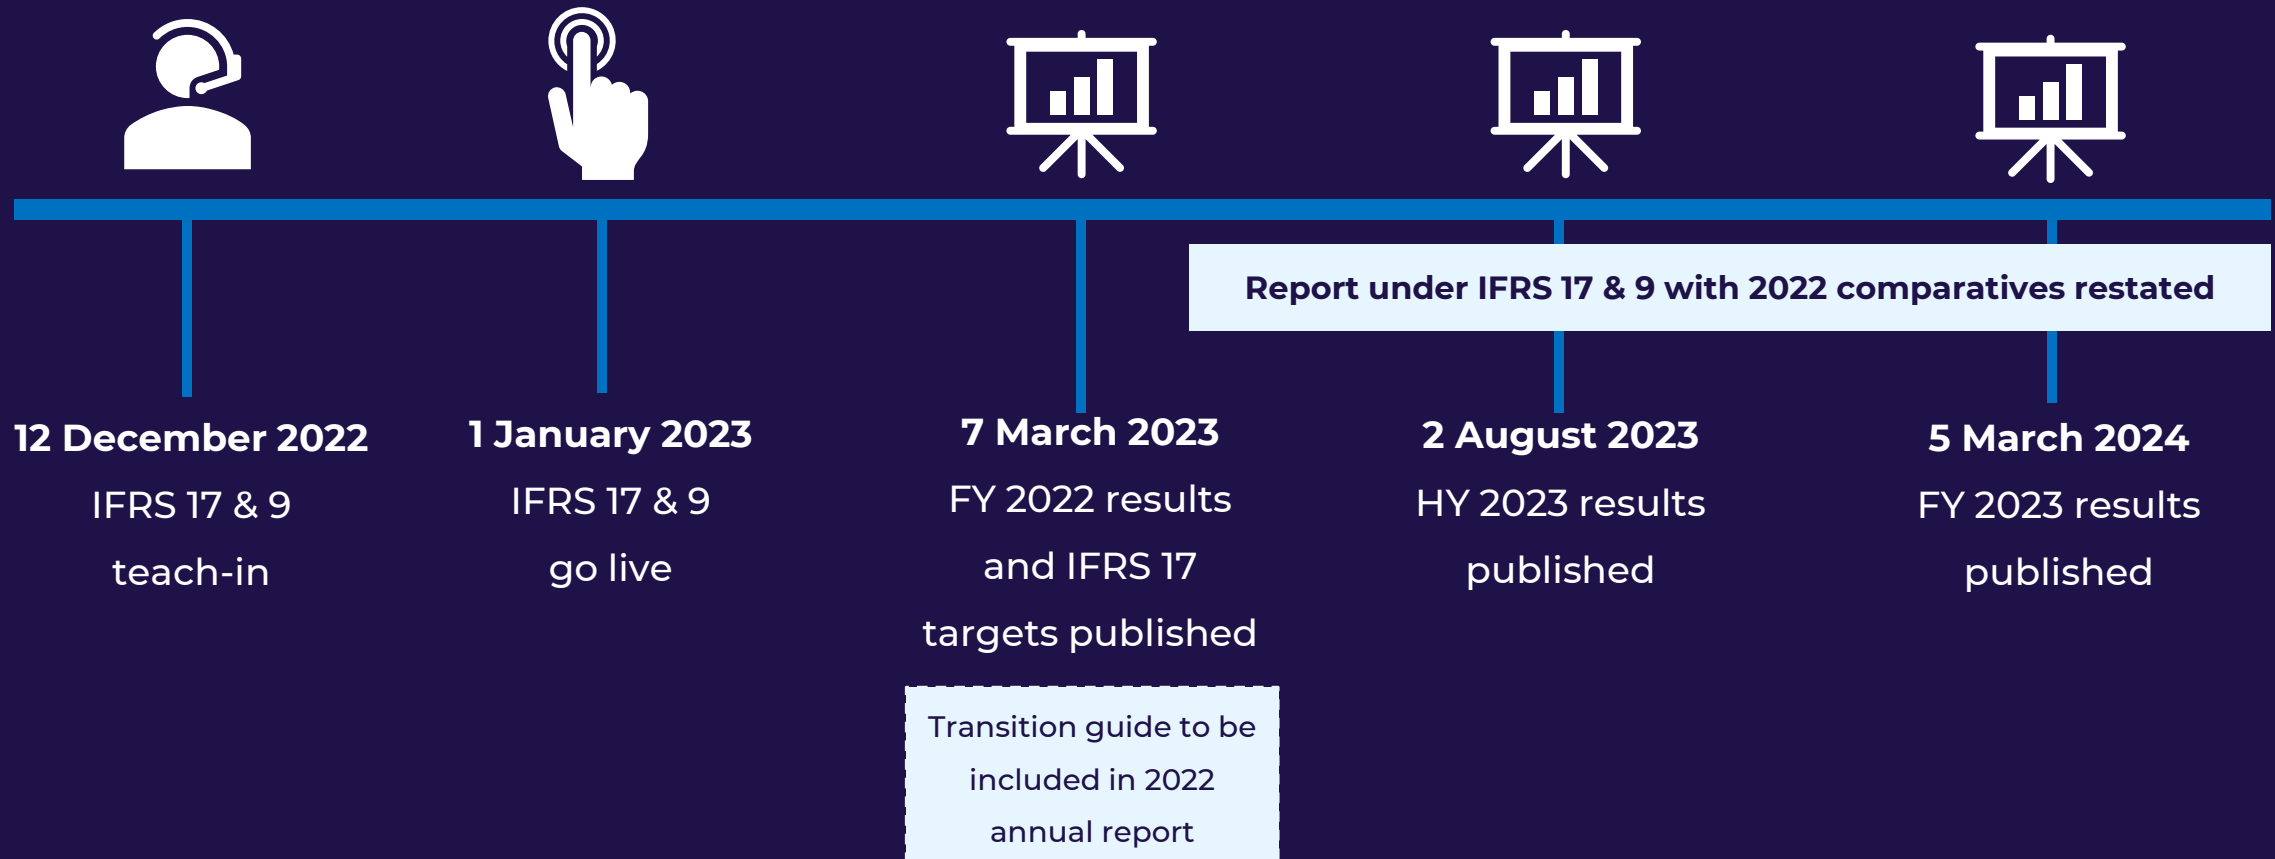 Report under IFRS 17 & 9 with 2022 comparatives restated
12 December 2022
IFRS 17 & 9
teach-in
1 January 2023
IFRS 17 & 9
go live
7 March 2023
FY 2022 results
and IFRS 17
targets published
Transition guide to be
included in 2022
annual report
2 August 2023
HY 2023 results
published
5 March 2024
FY 2023 results
published